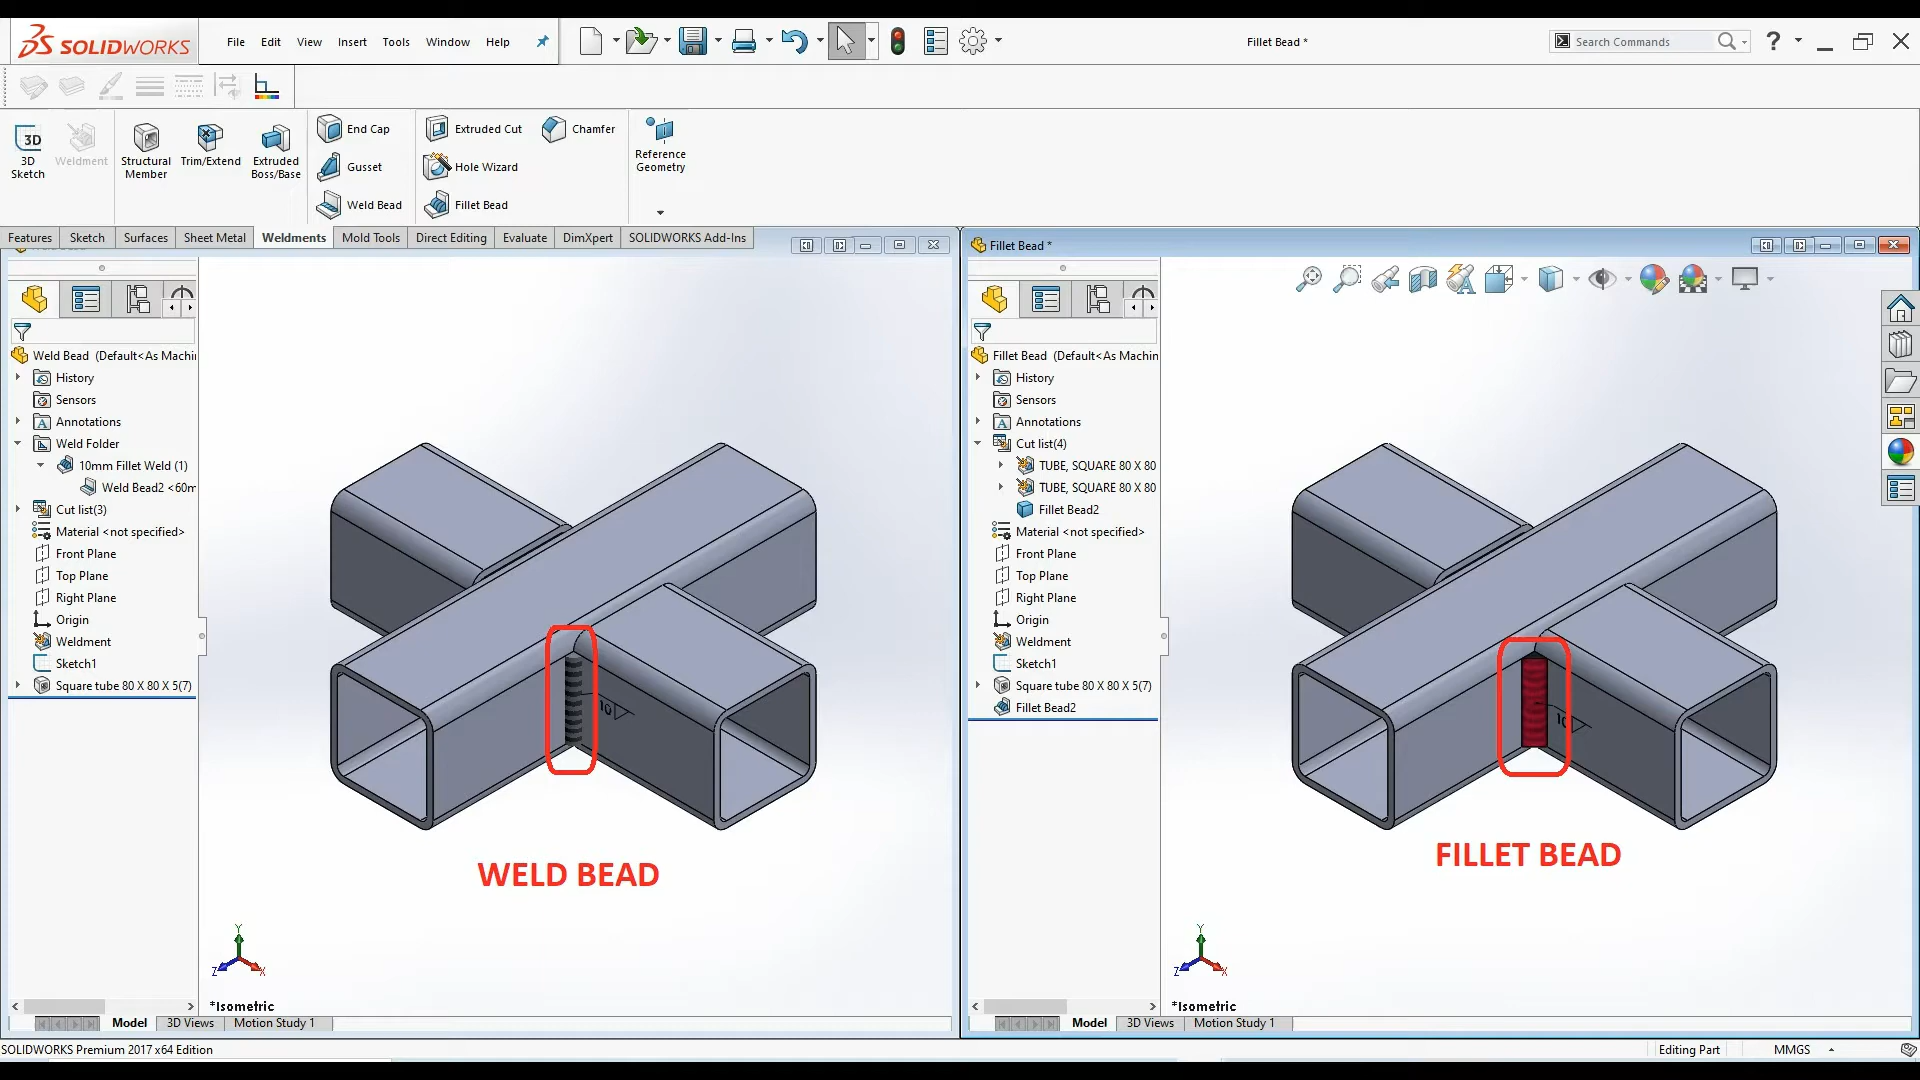 SOLIDWORKS
File Edit View Insert Tools Window Help
Fillet Bead *
Search Commands
3D
3D Sketch
Weldment
Structural Member
Trim/Extend
Extruded Boss/Base
End Cap
Gusset
Weld Bead
Extruded Cut
Hole Wizard
Fillet Bead
Chamfer
Reference Geometry
Features Sketch Surfaces Sheet Metal Weldments Mold Tools Direct Editing Evaluate DimXpert SOLIDWORKS Add-Ins
Weld Bead (Default<As Machi
History
Sensors
Annotations
Weld Folder
10mm Fillet Weld (1)
Weld Bead2 <60m
Cut list(3)
Material <not specified>
Front Plane
Top Plane
Right Plane
Origin
Weldment
Sketch1
Square tube 80 X 80 X 5(7)
10
WELD BEAD
Y
Z
X
*Isometric
Model 3D Views Motion Study 1
Fillet Bead *
Fillet Bead (Default<As Machin
History
Sensors
Annotations
Cut list(4)
TUBE, SQUARE 80 X 80
TUBE, SQUARE 80 X 80
Fillet Bead2
Material <not specified>
Front Plane
Top Plane
Right Plane
Origin
Weldment
Sketch1
Square tube 80 X 80 X 5(7)
Fillet Bead2
10
FILLET BEAD
Y
Z
X
*Isometric
Model 3D Views Motion Study 1
SOLIDWORKS Premium 2017 x64 Edition
Editing Part
MMGS